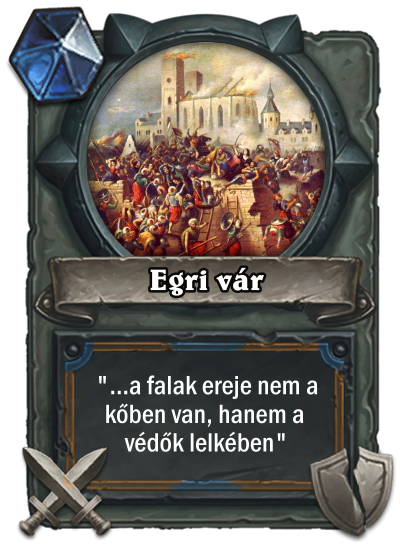 Egri vár
"...a falak ereje nem a
kőben van, hanem a
védők lelkében"